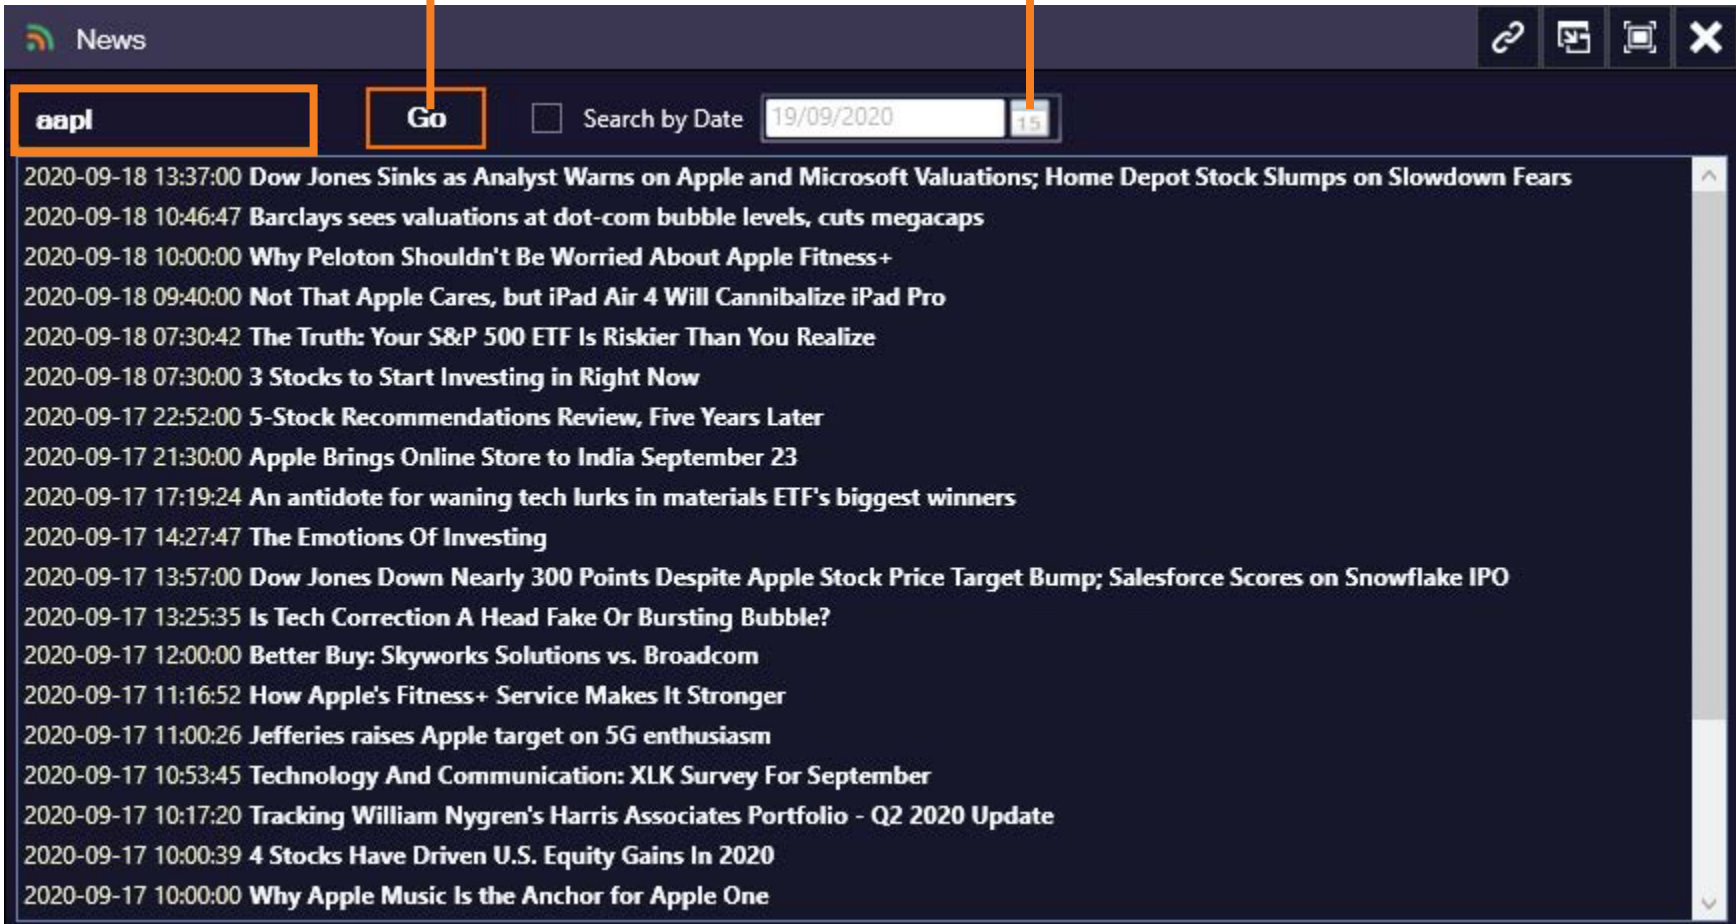 News
aapl Go Search by Date 19/09/2020 15
2020-09-18 13:37:00 Dow Jones Sinks as Analyst Warns on Apple and Microsoft Valuations; Home Depot Stock Slumps on Slowdown Fears
2020-09-18 10:46:47 Barclays sees valuations at dot-com bubble levels, cuts megacaps
2020-09-18 10:00:00 Why Peloton Shouldn't Be Worried About Apple Fitness+
2020-09-18 09:40:00 Not That Apple Cares, but iPad Air 4 Will Cannibalize iPad Pro
2020-09-18 07:30:42 The Truth: Your S&P 500 ETF Is Riskier Than You Realize
2020-09-18 07:30:00 3 Stocks to Start Investing in Right Now
2020-09-17 22:52:00 5-Stock Recommendations Review, Five Years Later
2020-09-17 21:30:00 Apple Brings Online Store to India September 23
2020-09-17 17:19:24 An antidote for waning tech lurks in materials ETF's biggest winners
2020-09-17 14:27:47 The Emotions Of Investing
2020-09-17 13:57:00 Dow Jones Down Nearly 300 Points Despite Apple Stock Price Target Bump; Salesforce Scores on Snowflake IPO
2020-09-17 13:25:35 Is Tech Correction A Head Fake Or Bursting Bubble?
2020-09-17 12:00:00 Better Buy: Skyworks Solutions vs. Broadcom
2020-09-17 11:16:52 How Apple's Fitness+ Service Makes It Stronger
2020-09-17 11:00:26 Jefferies raises Apple target on 5G enthusiasm
2020-09-17 10:53:45 Technology And Communication: XLK Survey For September
2020-09-17 10:17:20 Tracking William Nygren's Harris Associates Portfolio - Q2 2020 Update
2020-09-17 10:00:39 4 Stocks Have Driven U.S. Equity Gains In 2020
2020-09-17 10:00:00 Why Apple Music Is the Anchor for Apple One